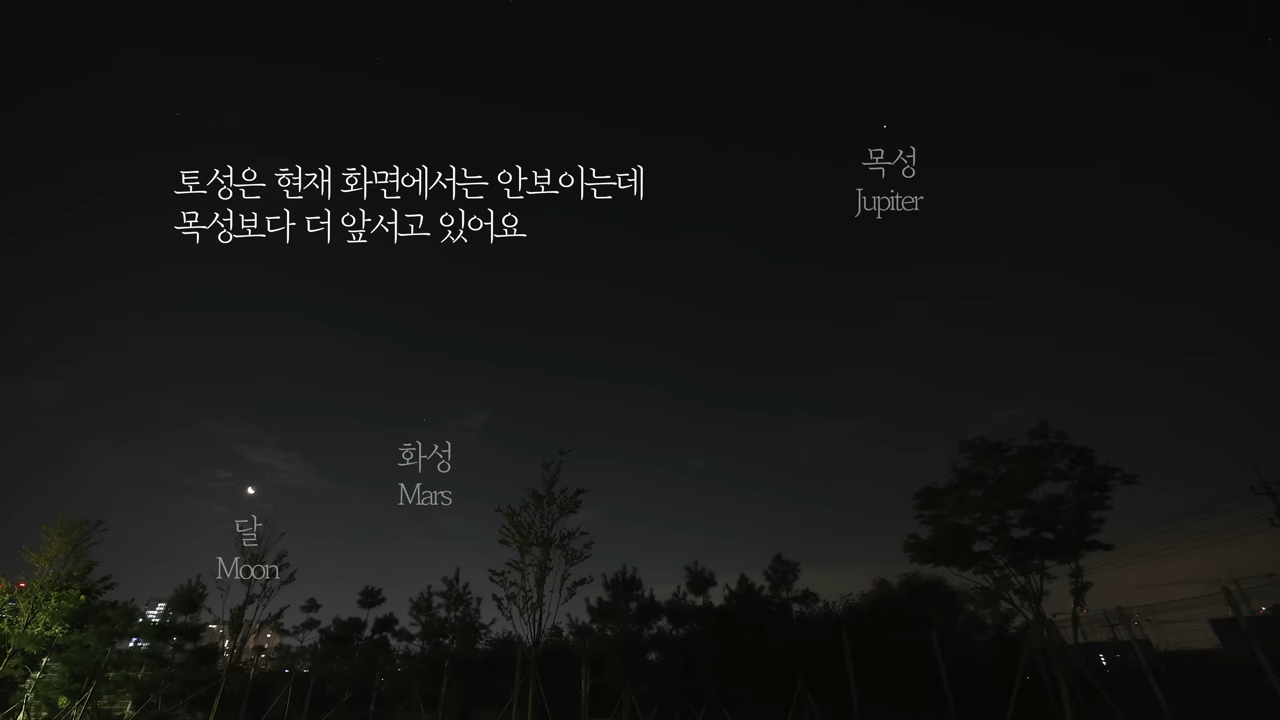 토성은 현재 화면에서는 안보이는데
목성보다 더 앞서고 있어요
목성
Jupiter
화성
Mars
달
Moon